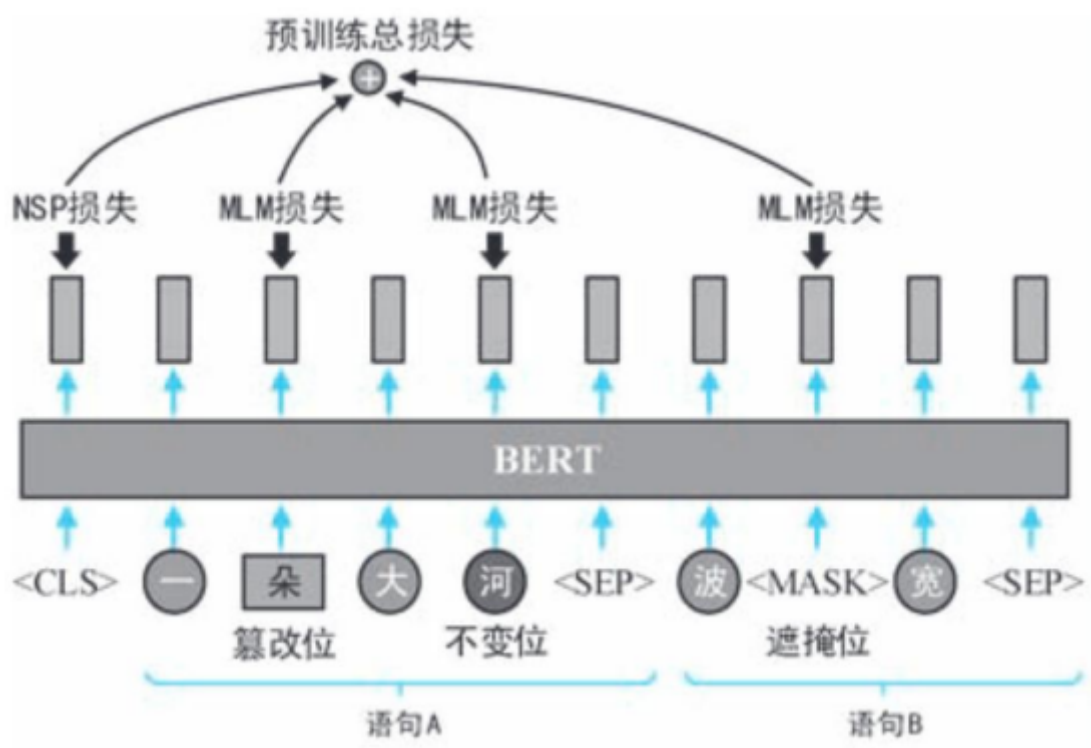 预训练总损失
+
NSP损失 MLM损失 MLM损失 MLM损失
BERT
<CLS> 一 朵 大 河 <SEP> 波 <MASK> 宽 <SEP>
篡改位 不变位 遮掩位
语句A 语句B